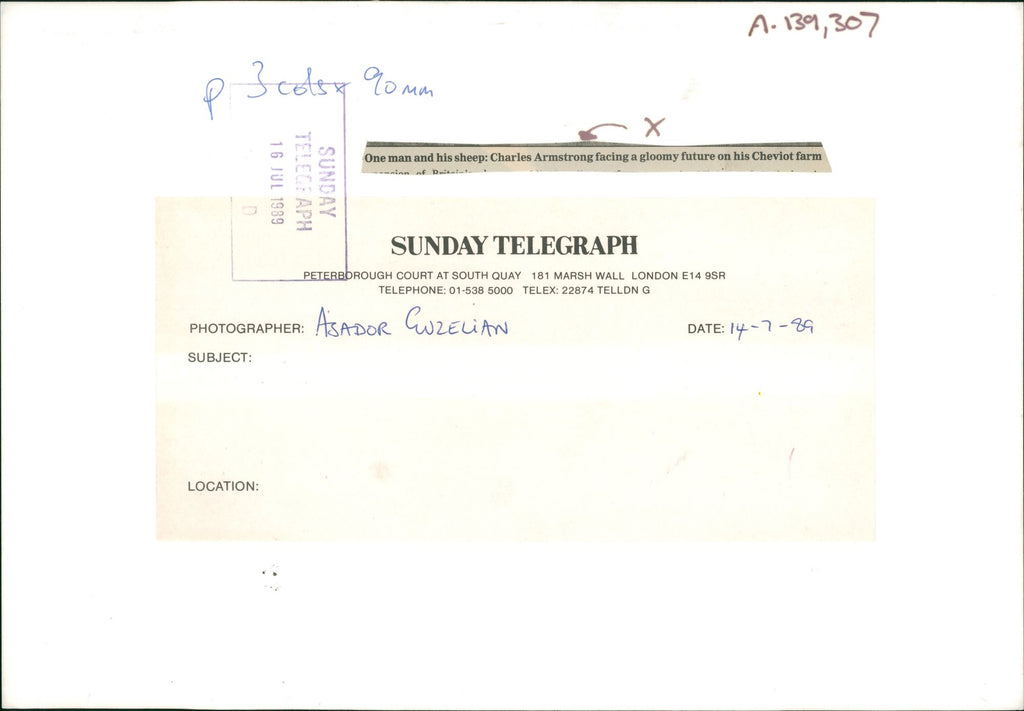 A-139,307
p 3 cols x 90 mm
X
One man and his sheep: Charles Armstrong facing a gloomy future on his Cheviot farm
SUNDAY
TELEGRAPH
16 JUL 1989
D
SUNDAY TELEGRAPH
PETERBOROUGH COURT AT SOUTH QUAY 181 MARSH WALL LONDON E14 9SR
TELEPHONE: 01-538 5000 TELEX: 22874 TELLDN G
PHOTOGRAPHER: ASADOR GUZELIAN DATE: 14-7-89
SUBJECT:
LOCATION: